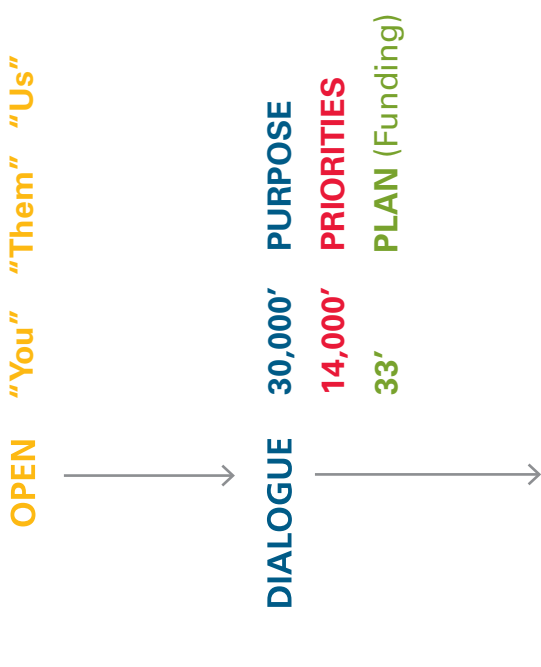 OPEN “You” “Them” “Us”
DIALOGUE 30,000’ PURPOSE
14,000’ PRIORITIES
33’ PLAN (Funding)